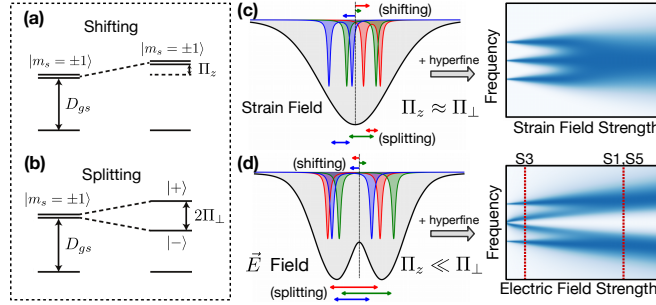 (a)
Shifting
|m_s = ±1⟩
|m_s = ±1⟩
Π_z
D_gs
(b)
Splitting
|m_s = ±1⟩
|+⟩
2Π_⊥
|−⟩
D_gs
(c)
(shifting)
+ hyperfine
Strain Field
Π_z ≈ Π_⊥
(splitting)
Frequency
Strain Field Strength
(d)
(shifting)
+ hyperfine
E⃗ Field
Π_z ≪ Π_⊥
(splitting)
S3
S1,S5
Frequency
Electric Field Strength